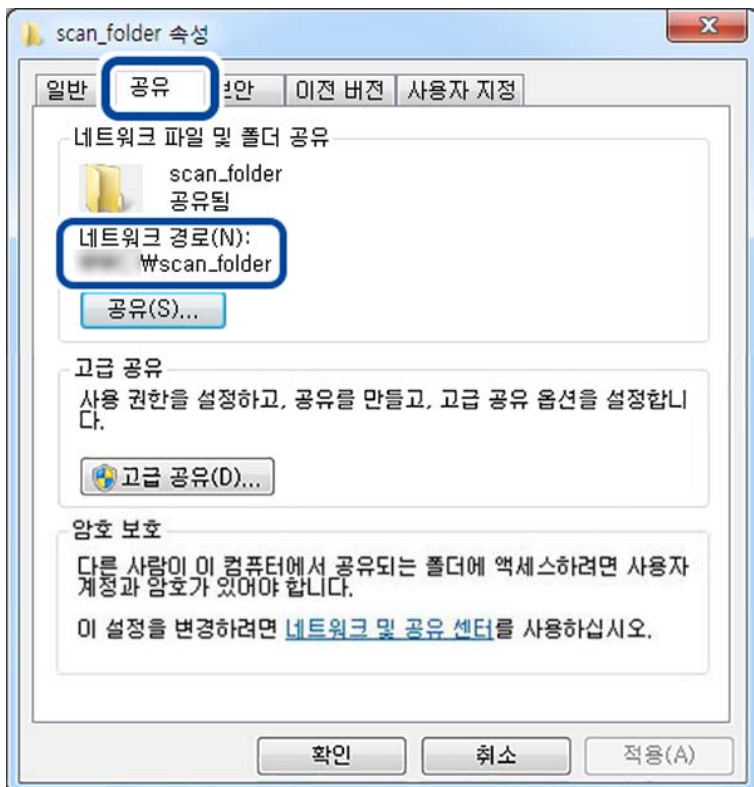 scan_folder 속성
일반 공유 보안 이전 버전 사용자 지정
네트워크 파일 및 폴더 공유
scan_folder
공유됨
네트워크 경로(N):
₩scan_folder
공유(S)...
고급 공유
사용 권한을 설정하고, 공유를 만들고, 고급 공유 옵션을 설정합니
다.
고급 공유(D)...
암호 보호
다른 사람이 이 컴퓨터에서 공유되는 폴더에 액세스하려면 사용자
계정과 암호가 있어야 합니다.
이 설정을 변경하려면 네트워크 및 공유 센터를 사용하십시오.
확인 취소 적용(A)